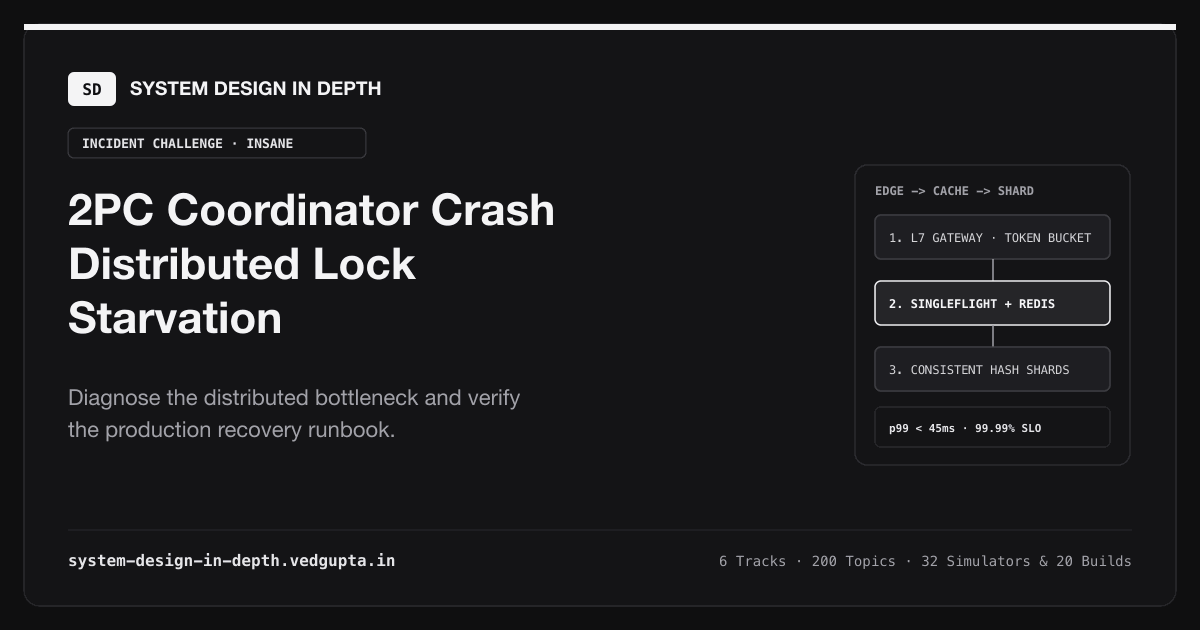 SD
SYSTEM DESIGN IN DEPTH
INCIDENT CHALLENGE · INSANE
2PC Coordinator Crash
Distributed Lock
Starvation
Diagnose the distributed bottleneck and verify
the production recovery runbook.
EDGE —> CACHE —> SHARD
1. L7 GATEWAY · TOKEN BUCKET
2. SINGLEFLIGHT + REDIS
3. CONSISTENT HASH SHARDS
p99 < 45ms · 99.99% SLO
system-design-in-depth.vedgupta.in
6 Tracks · 200 Topics · 32 Simulators & 20 Builds